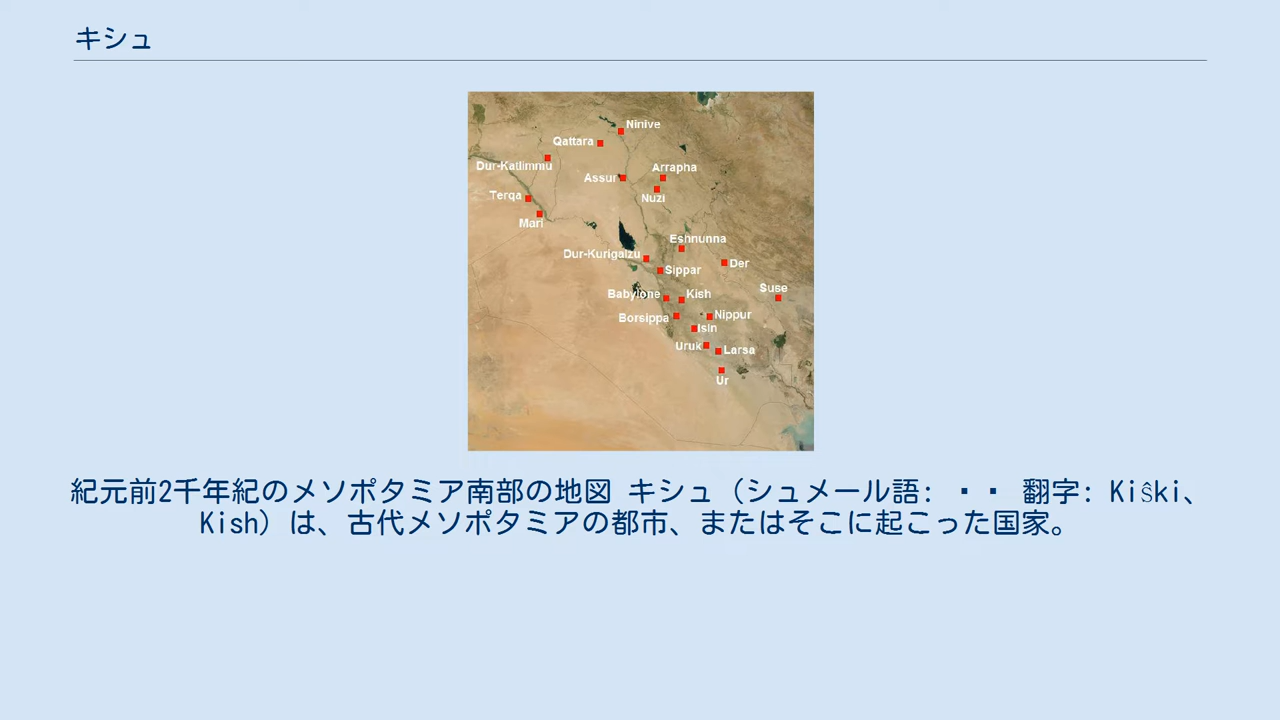 キシュ
Ninive
Qattara
Dur-Katlimmu
Arrapha
Assur
Terqa
Nuzi
Mari
Eshnunna
Dur-Kurigalzu
Der
Sippar
Suse
Babylone
Kish
Borsippa
Nippur
Isin
Uruk
Larsa
Ur
紀元前2千年紀のメソポタミア南部の地図 キシュ（シュメール語: ・・ 翻字: Kiŝki、
Kish）は、古代メソポタミアの都市、またはそこに起こった国家。